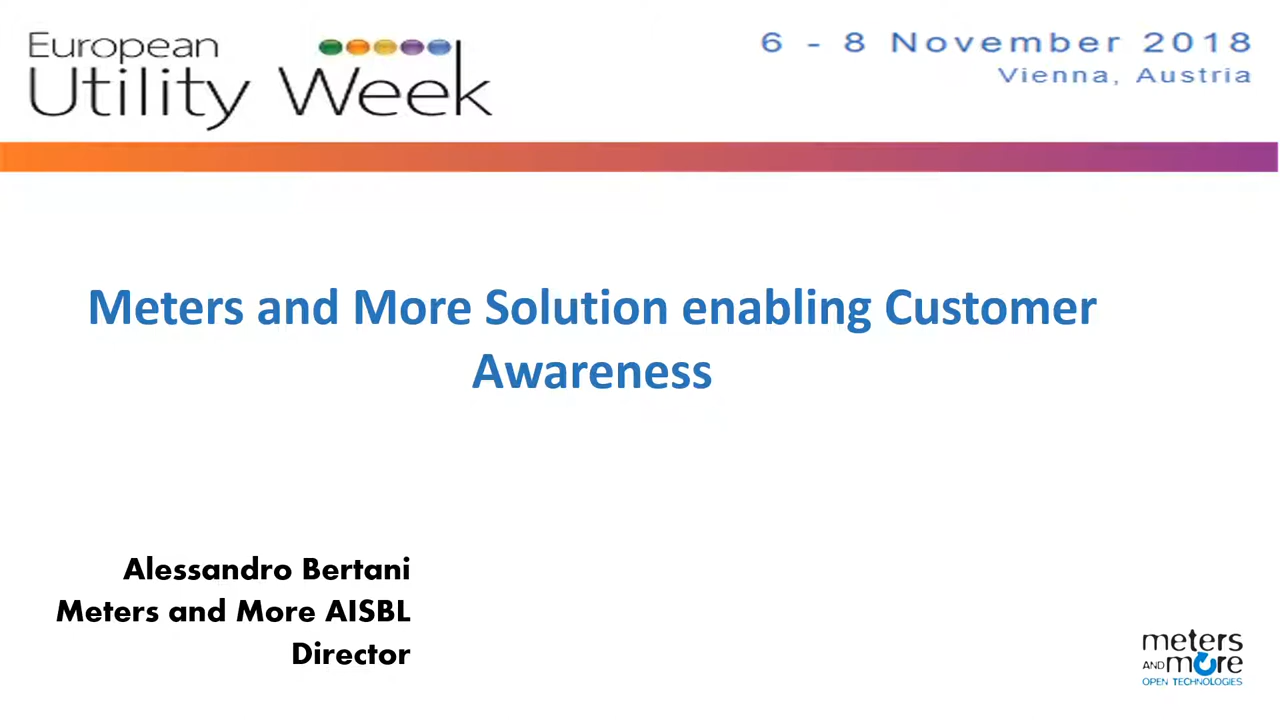 European
Utility Week
6 - 8 November 2018
Vienna, Austria
Meters and More Solution enabling Customer
Awareness
Alessandro Bertani
Meters and More AISBL
Director
meters
AND more
OPEN TECHNOLOGIES